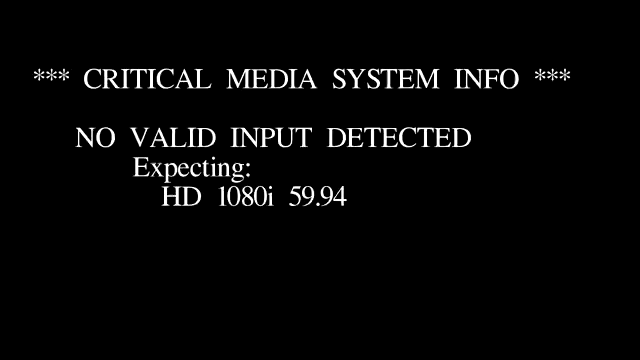 *** CRITICAL MEDIA SYSTEM INFO ***
NO VALID INPUT DETECTED
Expecting:
HD 1080i 59.94